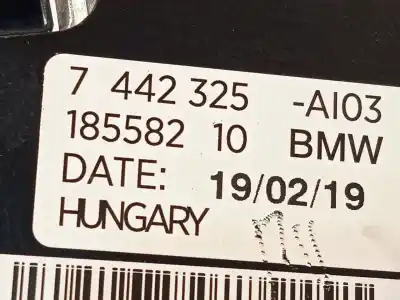 7 442 325 -AI03
185582 10 BMW
DATE: 19/02/19
HUNGARY